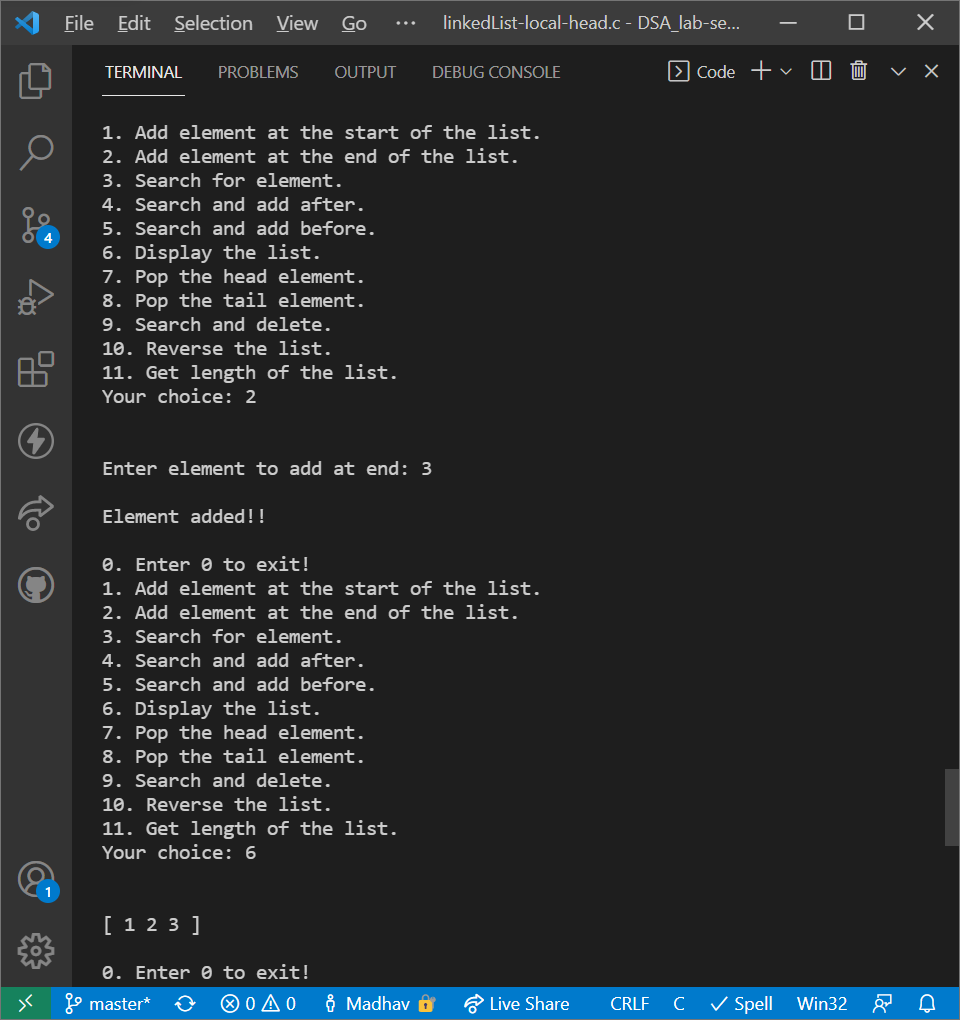 File Edit Selection View Go ··· linkedList-local-head.c - DSA_lab-se...
TERMINAL PROBLEMS OUTPUT DEBUG CONSOLE Code
1. Add element at the start of the list.
2. Add element at the end of the list.
3. Search for element.
4. Search and add after.
5. Search and add before.
6. Display the list.
7. Pop the head element.
8. Pop the tail element.
9. Search and delete.
10. Reverse the list.
11. Get length of the list.
Your choice: 2
Enter element to add at end: 3
Element added!!
0. Enter 0 to exit!
1. Add element at the start of the list.
2. Add element at the end of the list.
3. Search for element.
4. Search and add after.
5. Search and add before.
6. Display the list.
7. Pop the head element.
8. Pop the tail element.
9. Search and delete.
10. Reverse the list.
11. Get length of the list.
Your choice: 6
[ 1 2 3 ]
0. Enter 0 to exit!
4
1
master* 0 0 Madhav Live Share CRLF C Spell Win32